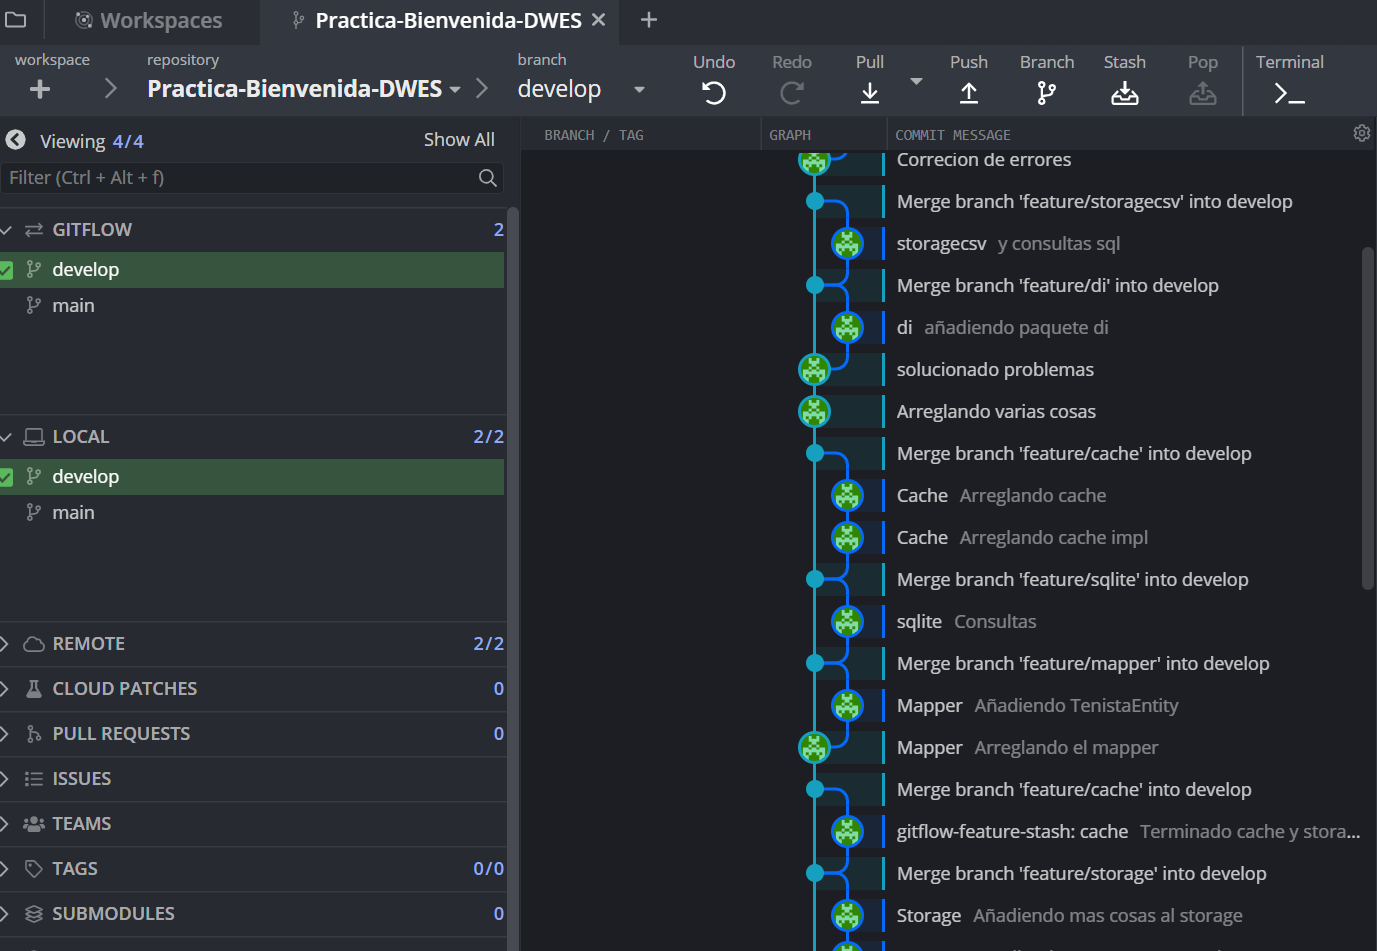 Workspaces
Practica-Bienvenida-DWES
workspace
repository
Practica-Bienvenida-DWES
branch
develop
Undo
Redo
Pull
Push
Branch
Stash
Pop
Terminal
Viewing 4/4
Show All
Filter (Ctrl + Alt + f)
GITFLOW 2
develop
main
LOCAL 2/2
develop
main
REMOTE 2/2
CLOUD PATCHES 0
PULL REQUESTS 0
ISSUES
TEAMS
TAGS 0/0
SUBMODULES 0
BRANCH / TAG
GRAPH
COMMIT MESSAGE
Correcion de errores
Merge branch 'feature/storagecsv' into develop
storagecsv y consultas sql
Merge branch 'feature/di' into develop
di añadiendo paquete di
solucionado problemas
Arreglando varias cosas
Merge branch 'feature/cache' into develop
Cache Arreglando cache
Cache Arreglando cache impl
Merge branch 'feature/sqlite' into develop
sqlite Consultas
Merge branch 'feature/mapper' into develop
Mapper Añadiendo TenistaEntity
Mapper Arreglando el mapper
Merge branch 'feature/cache' into develop
gitflow-feature-stash: cache Terminado cache y stora...
Merge branch 'feature/storage' into develop
Storage Añadiendo mas cosas al storage